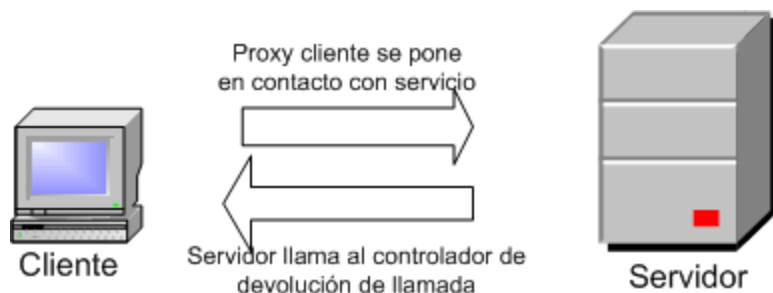 Proxy cliente se pone
en contacto con servicio
Servidor llama al controlador de
devolución de llamada
Cliente
Servidor